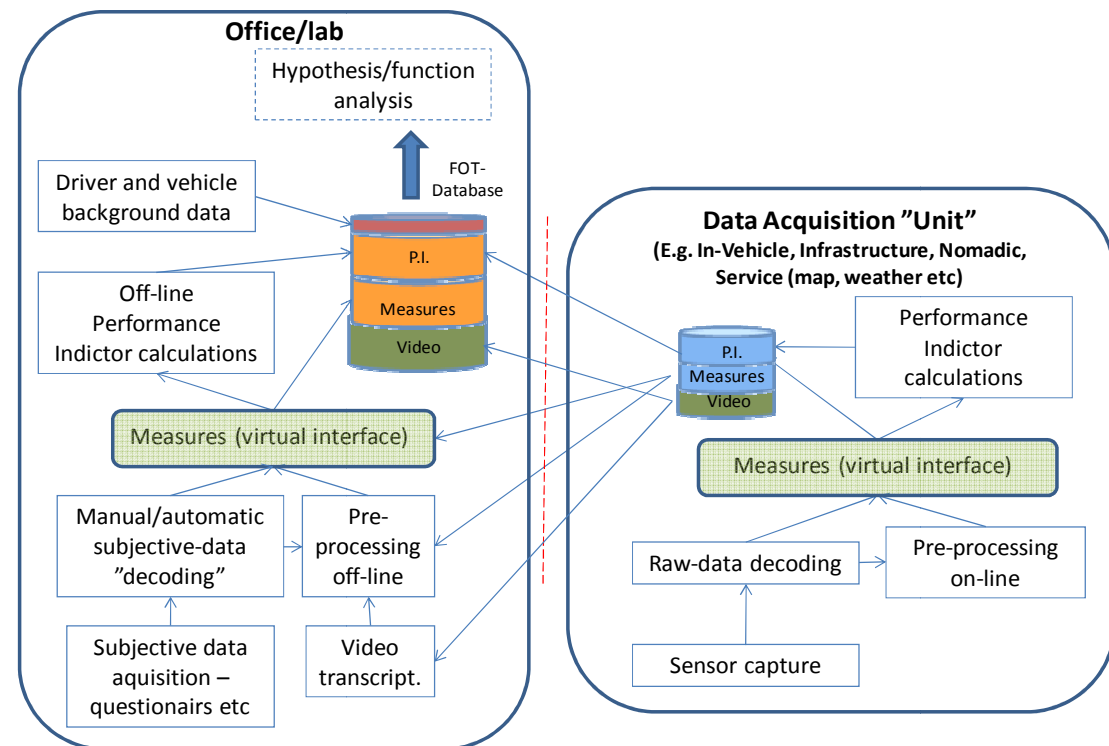 Office/lab
Hypothesis/function
analysis
FOT-
Database
Driver and vehicle
background data
P.I.
Measures
Video
Off-line
Performance
Indictor calculations
Measures (virtual interface)
Manual/automatic
subjective-data
”decoding”
Pre-
processing
off-line
Subjective data
aquisition –
questionairs etc
Video
transcript.
Data Acquisition ”Unit”
(E.g. In-Vehicle, Infrastructure, Nomadic,
Service (map, weather etc)
P.I.
Measures
Video
Performance
Indictor
calculations
Measures (virtual interface)
Raw-data decoding
Pre-processing
on-line
Sensor capture